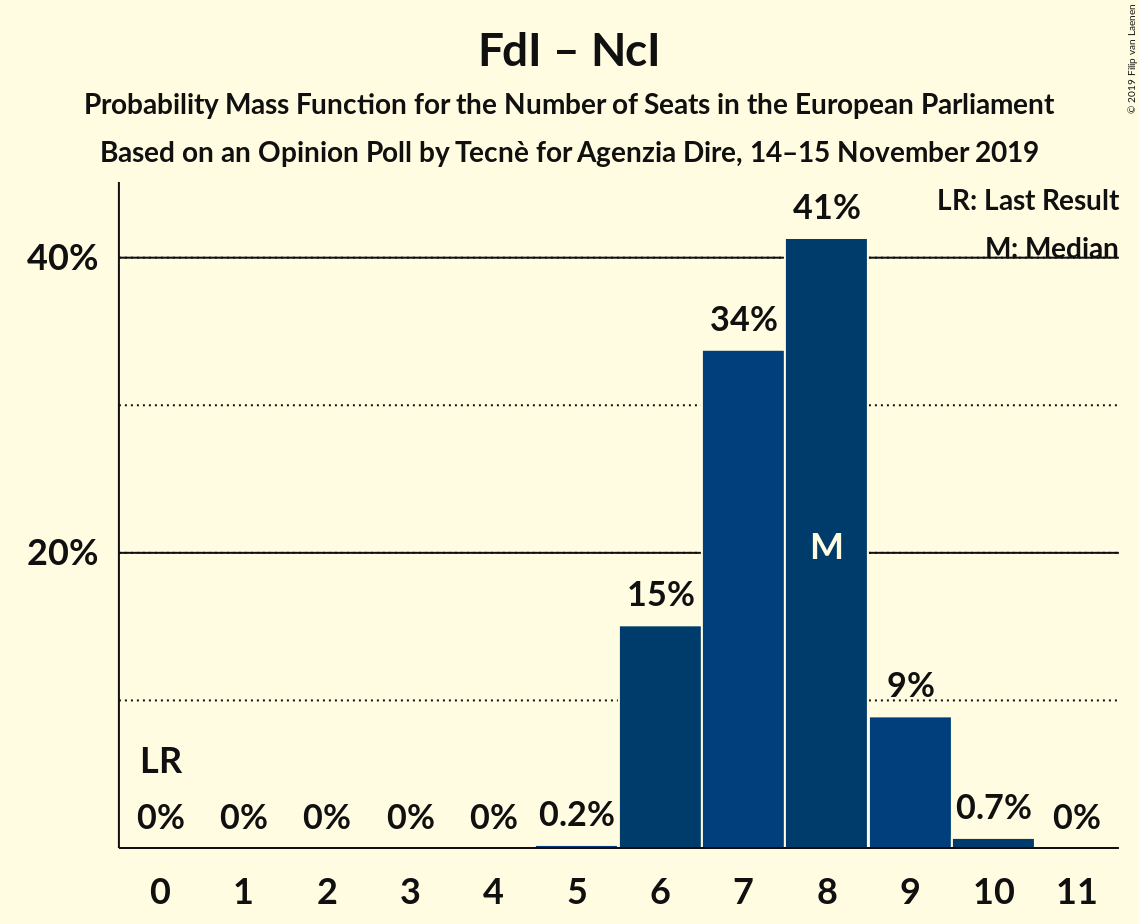 FdI – NcI
Probability Mass Function for the Number of Seats in the European Parliament
Based on an Opinion Poll by Tecnè for Agenzia Dire, 14–15 November 2019
© 2019 Filip van Laenen
LR: Last Result
M: Median
40%
20%
LR
0%
0%
0%
0%
0%
0.2%
15%
34%
41%
M
9%
0.7%
0%
0 1 2 3 4 5 6 7 8 9 10 11